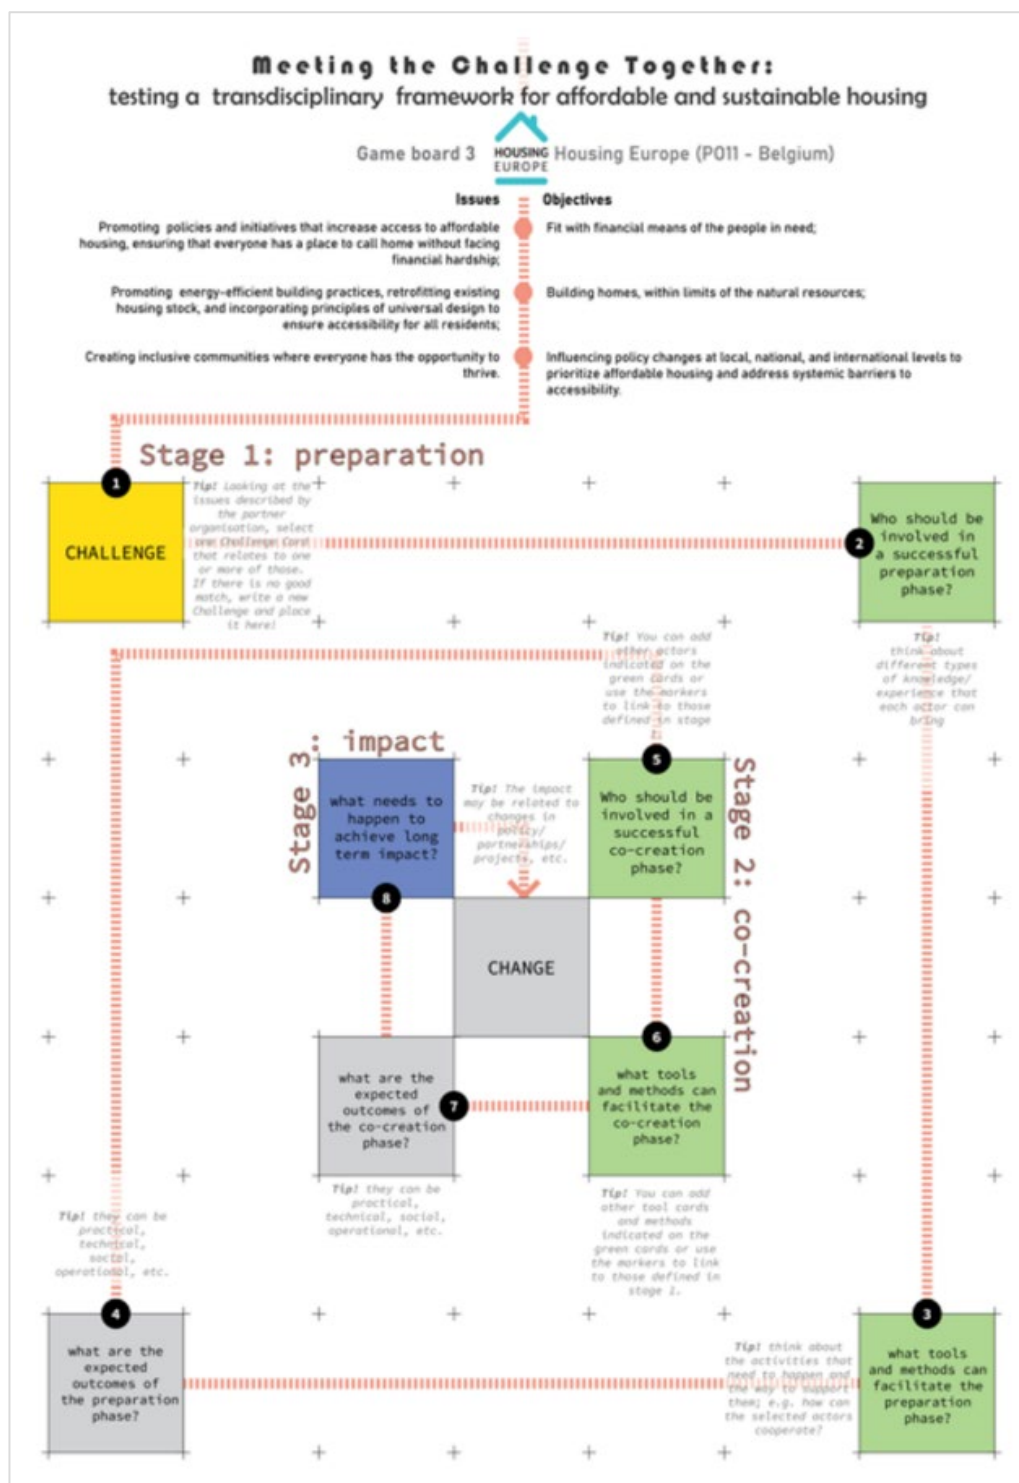 Meeting the Challenge Together:
testing a transdisciplinary framework for affordable and sustainable housing
Game board 3
HOUSING
EUROPE
Housing Europe (PO11 - Belgium)
Issues
Objectives
Promoting policies and initiatives that increase access to affordable
housing, ensuring that everyone has a place to call home without facing
financial hardship;
Fit with financial means of the people in need;
Promoting energy-efficient building practices, retrofitting existing
housing stock, and incorporating principles of universal design to
ensure accessibility for all residents;
Building homes, within limits of the natural resources;
Creating inclusive communities where everyone has the opportunity to
thrive.
Influencing policy changes at local, national, and international levels to
prioritize affordable housing and address systemic barriers to
accessibility.
Stage 1: preparation
1
CHALLENGE
Tip! Looking at the
issues described by
the partner
organisation, select
one Challenge Card
that relates to one
or more of those.
If there is no good
match, write a new
Challenge and place
it here!
2
Who should be
involved in
a successful
preparation
phase?
Tip!
think about
different types
of knowledge/
experience that
each actor can
bring
Tip! You can add
other actors
indicated on the
green cards or
use the markers
to link to those
defined in stage
1.
Stage 3: impact
what needs to
happen to
achieve long
term impact?
8
Tip! The impact
may be related to
changes in
policy/
partnerships/
projects, etc.
5
Who should be
involved in a
successful
co-creation
phase?
Stage 2: co-creation
CHANGE
6
what tools
and methods can
facilitate the
co-creation
phase?
7
what are the
expected
outcomes of
the co-creation
phase?
Tip! they can be
practical,
technical, social,
operational, etc.
Tip! You can add
other tool cards
and methods
indicated on the
green cards or use
the markers to link
to those defined in
stage 1.
Tip! they can be
practical,
technical,
social,
operational, etc.
4
what are the
expected
outcomes of
the preparation
phase?
Tip! think about
the activities that
need to happen and
the way to support
them; e.g. how can
the selected actors
cooperate?
3
what tools
and methods can
facilitate the
preparation
phase?